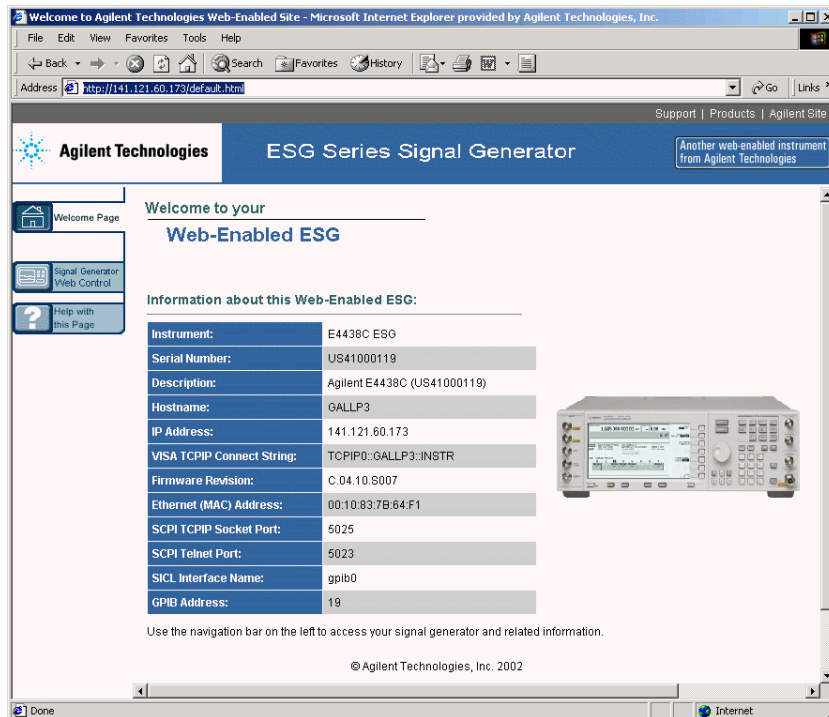 Welcome to Agilent Technologies Web-Enabled Site - Microsoft Internet Explorer provided by Agilent Technologies, Inc.
File Edit View Favorites Tools Help
Back Search Favorites History
Address http://141.121.60.173/default.html Go Links
Support | Products | Agilent Site
Agilent Technologies
ESG Series Signal Generator
Another web-enabled instrument
from Agilent Technologies
Welcome Page
Signal Generator
Web Control
Help with
this Page
Welcome to your
Web-Enabled ESG
Information about this Web-Enabled ESG:
Instrument: E4438C ESG
Serial Number: US41000119
Description: Agilent E4438C (US41000119)
Hostname: GALLP3
IP Address: 141.121.60.173
VISA TCPIP Connect String: TCPIP0::GALLP3::INSTR
Firmware Revision: C.04.10.S007
Ethernet (MAC) Address: 00:10:83:7B:64:F1
SCPI TCPIP Socket Port: 5025
SCPI Telnet Port: 5023
SICL Interface Name: gpib0
GPIB Address: 19
Use the navigation bar on the left to access your signal generator and related information.
© Agilent Technologies, Inc. 2002
Done Internet